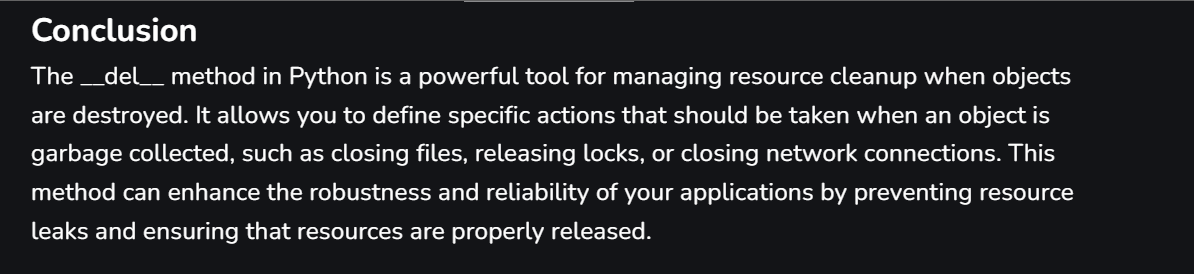 Conclusion
The __del__ method in Python is a powerful tool for managing resource cleanup when objects
are destroyed. It allows you to define specific actions that should be taken when an object is
garbage collected, such as closing files, releasing locks, or closing network connections. This
method can enhance the robustness and reliability of your applications by preventing resource
leaks and ensuring that resources are properly released.